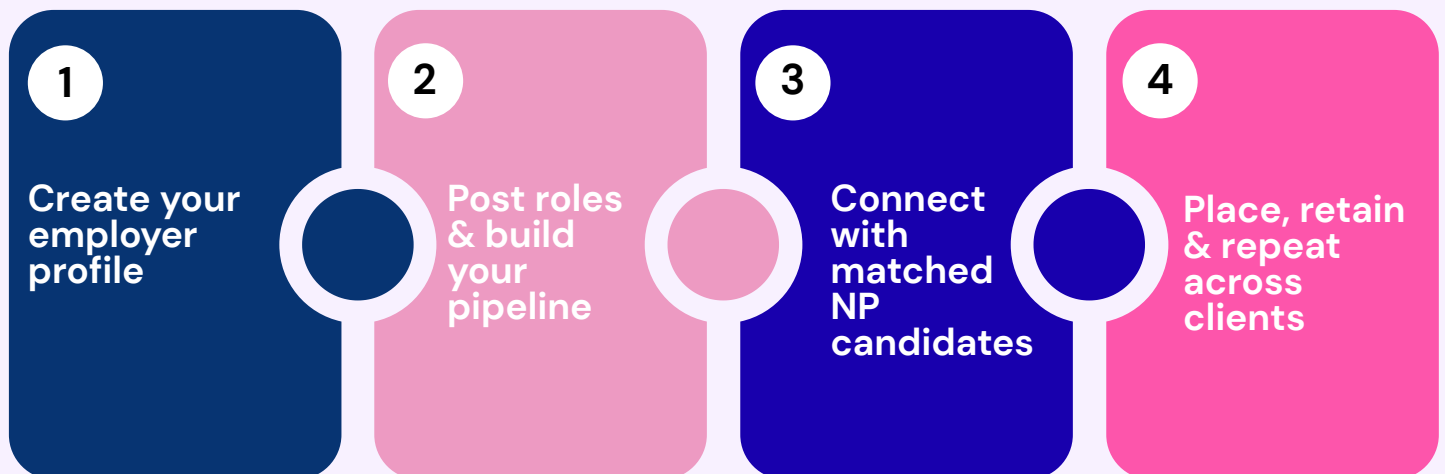 1
Create your
employer
profile
2
Post roles
& build
your
pipeline
3
Connect
with
matched
NP
candidates
4
Place, retain
& repeat
across
clients